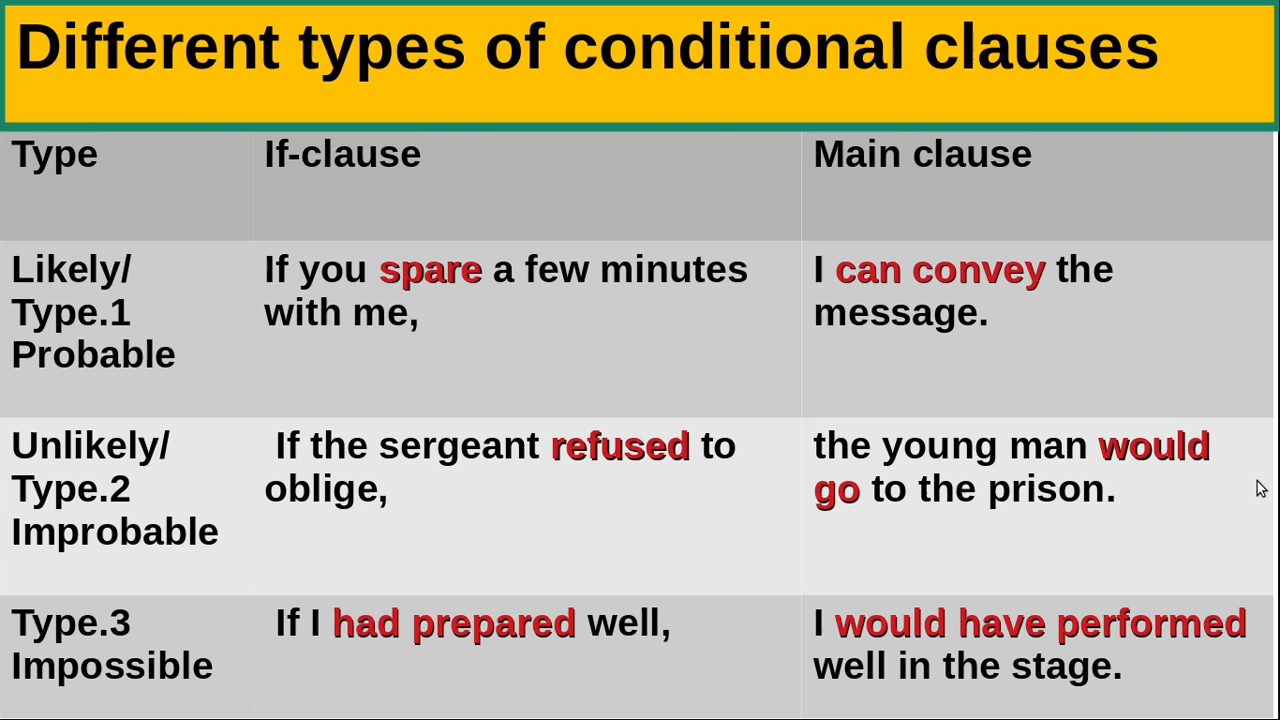 Different types of conditional clauses
Type
If-clause
Main clause
Likely/
Type.1
Probable
If you spare a few minutes
with me,
I can convey the
message.
Unlikely/
Type.2
Improbable
If the sergeant refused to
oblige,
the young man would
go to the prison.
Type.3
Impossible
If I had prepared well,
I would have performed
well in the stage.